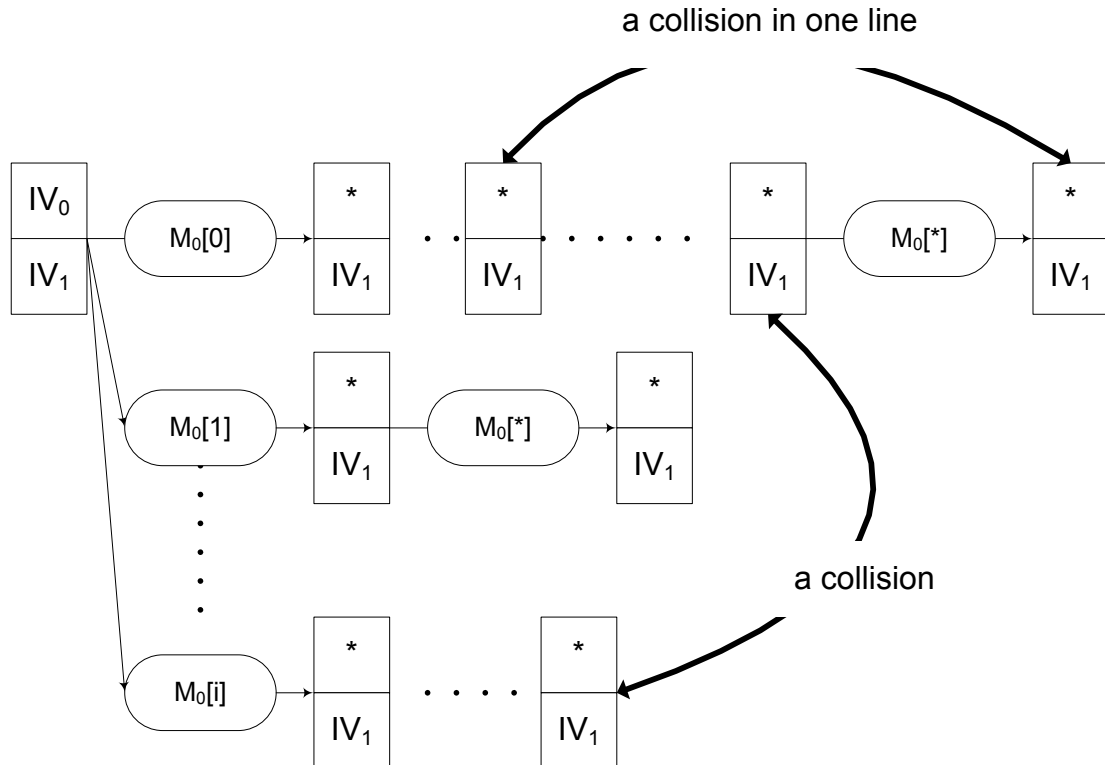 a collision in one line
IV₀ * * * *
M₀[0] M₀[*]
IV₁ IV₁ IV₁ IV₁ IV₁
* *
M₀[1] M₀[*]
IV₁ IV₁
a collision
* *
M₀[i]
IV₁ IV₁